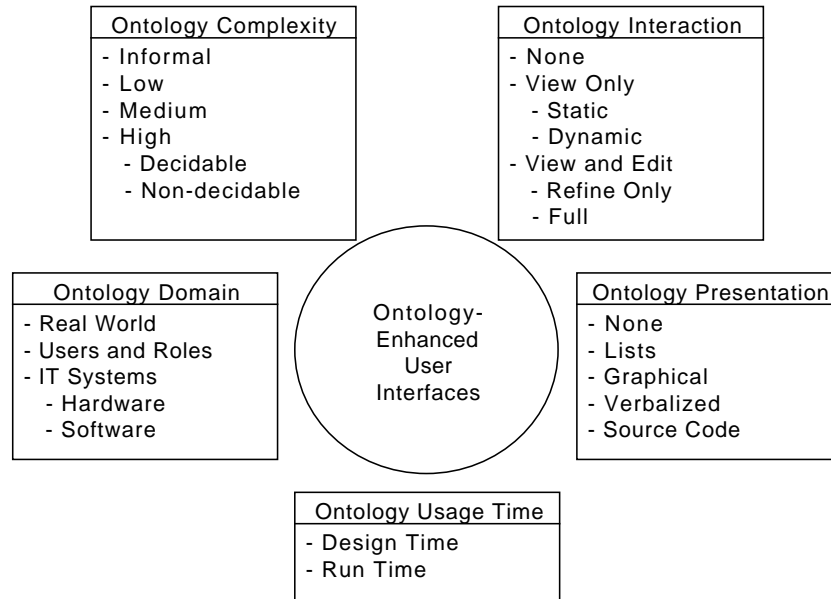 Ontology Complexity
- Informal
- Low
- Medium
- High
- Decidable
- Non-decidable
Ontology Interaction
- None
- View Only
- Static
- Dynamic
- View and Edit
- Refine Only
- Full
Ontology Domain
- Real World
- Users and Roles
- IT Systems
- Hardware
- Software
Ontology-
Enhanced
User
Interfaces
Ontology Presentation
- None
- Lists
- Graphical
- Verbalized
- Source Code
Ontology Usage Time
- Design Time
- Run Time